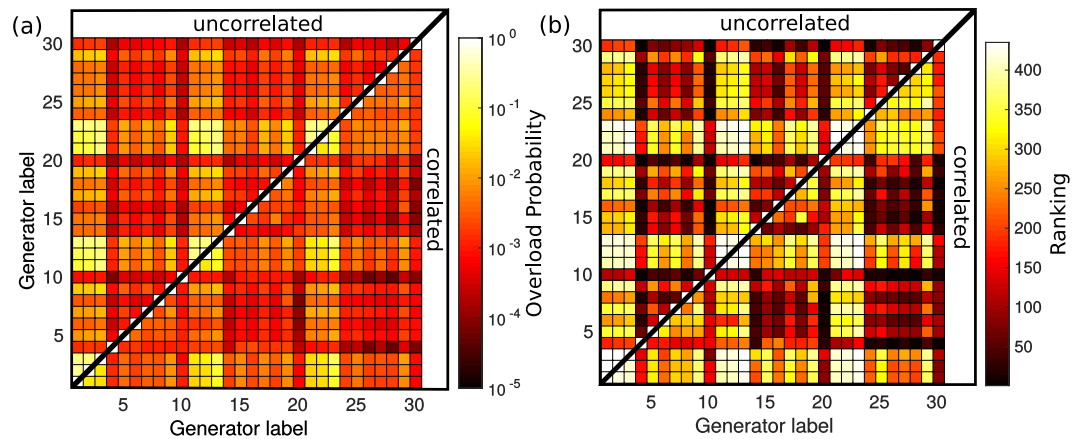 (a)
uncorrelated
correlated
30
25
20
15
10
5
Generator label
5 10 15 20 25 30
Generator label
10^0
10^-1
10^-2
10^-3
10^-4
10^-5
Overload Probability
(b)
uncorrelated
correlated
30
25
20
15
10
5
5 10 15 20 25 30
Generator label
400
350
300
250
200
150
100
50
Ranking